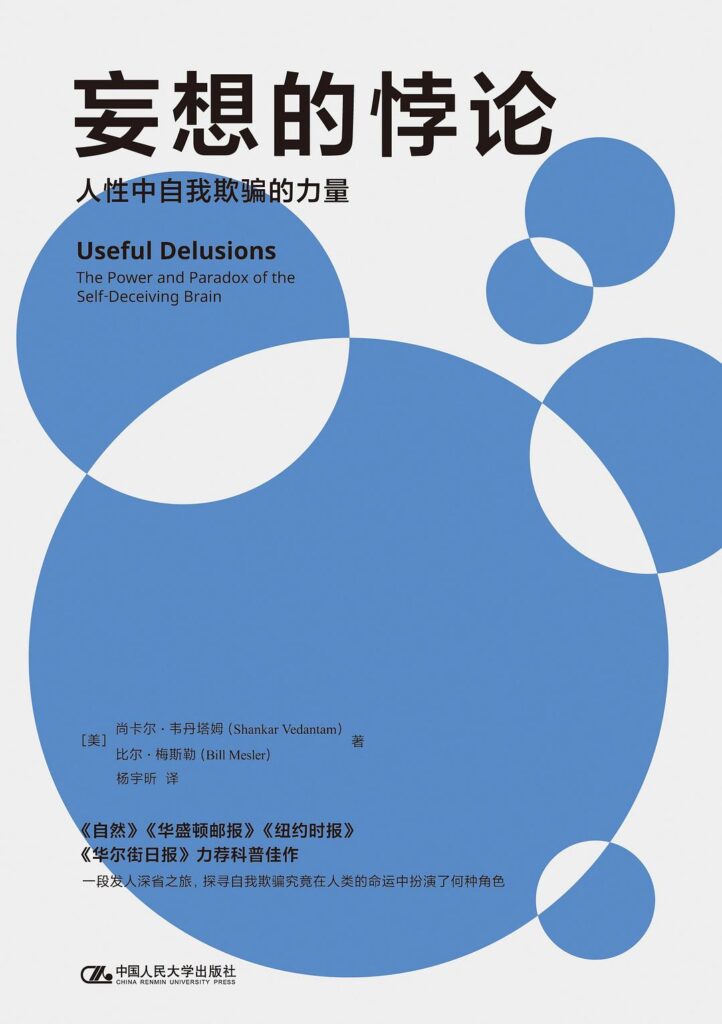 妄想的悖论
人性中自我欺骗的力量
Useful Delusions
The Power and Paradox of the
Self-Deceiving Brain
[美]
尚卡尔·韦丹塔姆（Shankar Vedantam）
比尔·梅斯勒（Bill Mesler）
著
杨宇昕 译
《自然》《华盛顿邮报》《纽约时报》
《华尔街日报》力荐科普佳作
一段发人深省之旅，探寻自我欺骗究竟在人类的命运中扮演了何种角色
中国人民大学出版社
CHINA RENMIN UNIVERSITY PRESS